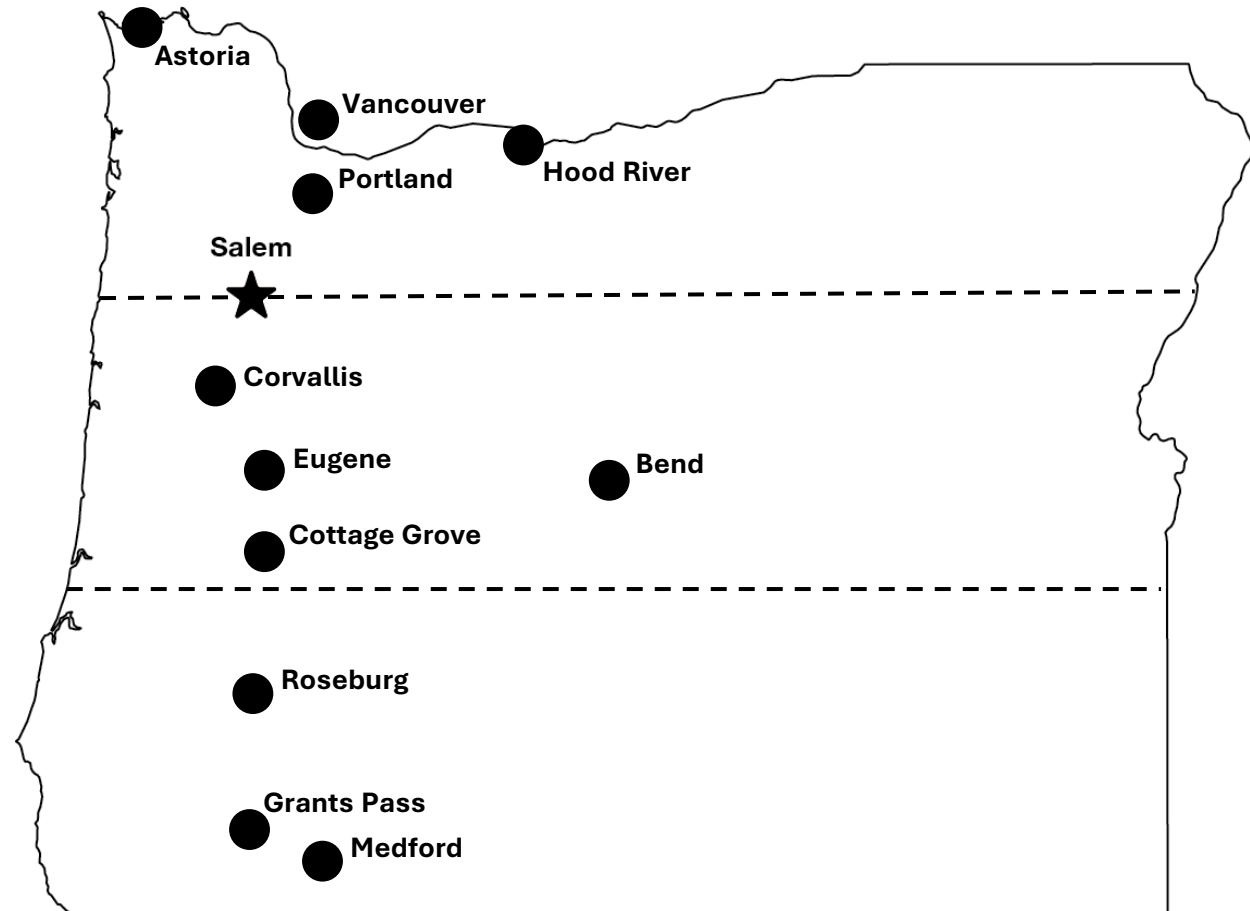 Astoria
Vancouver
Hood River
Portland
Salem
Corvallis
Eugene
Bend
Cottage Grove
Roseburg
Grants Pass
Medford